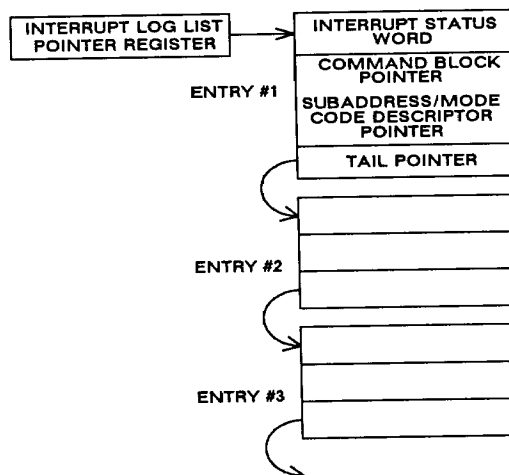 INTERRUPT LOG LIST
POINTER REGISTER
INTERRUPT STATUS
WORD
COMMAND BLOCK
POINTER
ENTRY #1
SUBADDRESS/MODE
CODE DESCRIPTOR
POINTER
TAIL POINTER
ENTRY #2
ENTRY #3